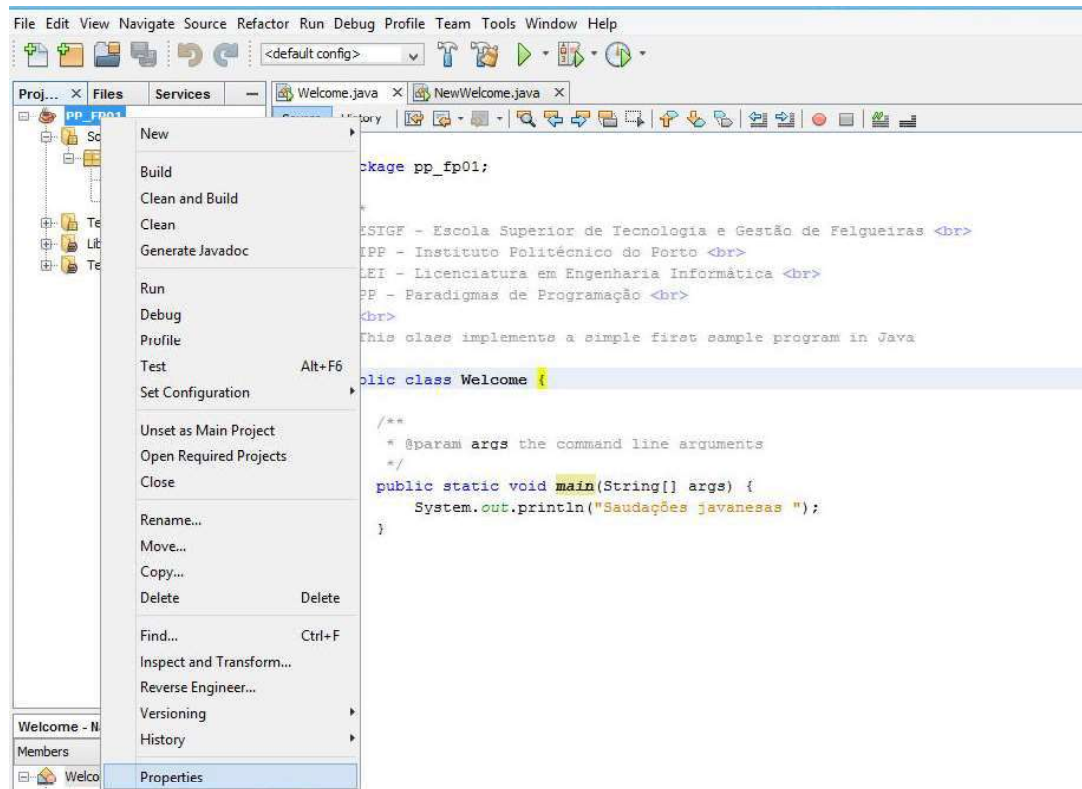 File Edit View Navigate Source Refactor Run Debug Profile Team Tools Window Help
<default config>
Proj... Files Services
Welcome.java NewWelcome.java
PP_FP01
New
Build
Clean and Build
Clean
Generate Javadoc
Run
Debug
Profile
Test Alt+F6
Set Configuration
Unset as Main Project
Open Required Projects
Close
Rename...
Move...
Copy...
Delete Delete
Find... Ctrl+F
Inspect and Transform...
Reverse Engineer...
Versioning
History
Properties
Sc
Te
Lib
Te
Welcome - N
Members
Welco
ckage pp_fp01;
*
ESTGF - Escola Superior de Tecnologia e Gestão de Felgueiras <br>
IPP - Instituto Politécnico do Porto <br>
LEI - Licenciatura em Engenharia Informática <br>
PP - Paradigmas de Programação <br>
<br>
This class implements a simple first sample program in Java
blic class Welcome {
/**
* @param args the command line arguments
*/
public static void main(String[] args) {
System.out.println("Saudações javanesas ");
}